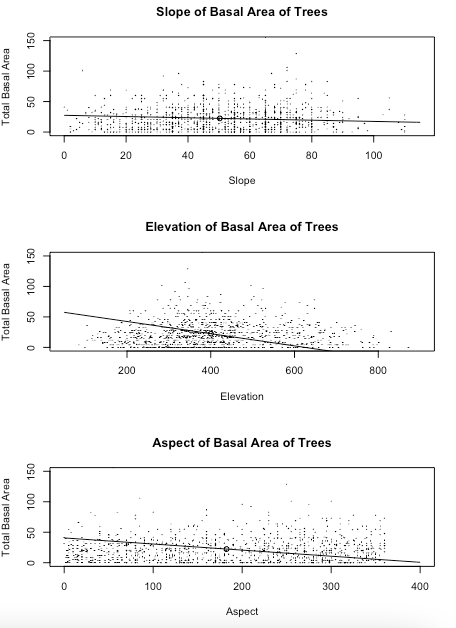 Slope of Basal Area of Trees
Total Basal Area
150
100
50
0
0 20 40 60 80 100
Slope
Elevation of Basal Area of Trees
Total Basal Area
150
100
50
0
200 400 600 800
Elevation
Aspect of Basal Area of Trees
Total Basal Area
150
100
50
0
0 100 200 300 400
Aspect